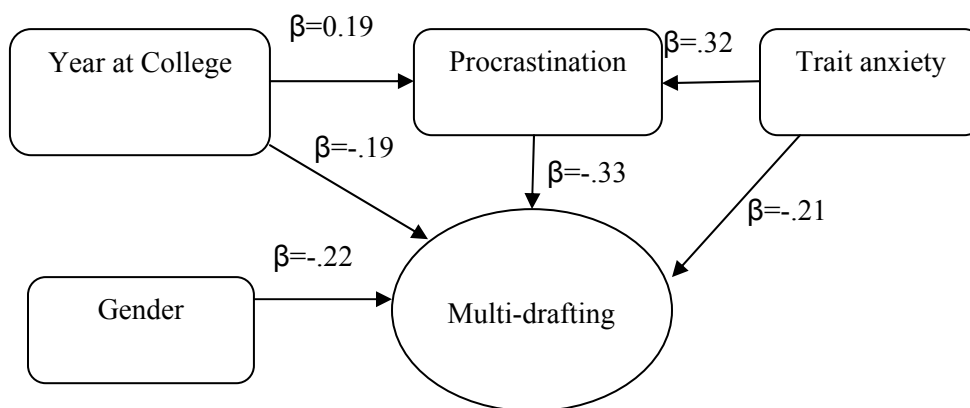 β=0.19
Year at College
Procrastination
β=.32
Trait anxiety
β=-.19
β=-.33
β=-.21
β=-.22
Gender
Multi-drafting